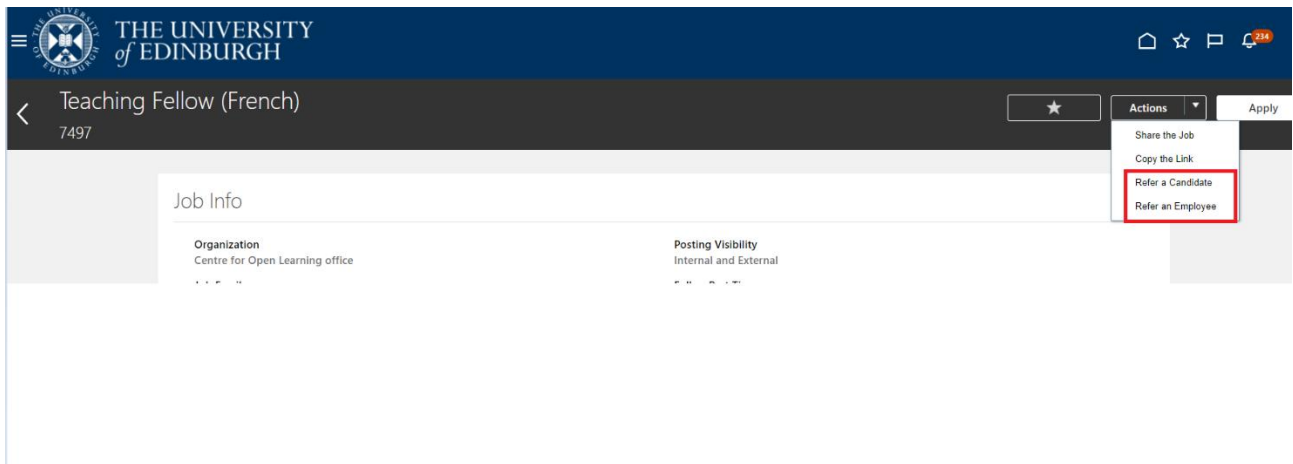 THE UNIVERSITY
of EDINBURGH
234
Teaching Fellow (French)
7497
Actions
Apply
Share the Job
Copy the Link
Refer a Candidate
Refer an Employee
Job Info
Organization
Posting Visibility
Centre for Open Learning office
Internal and External